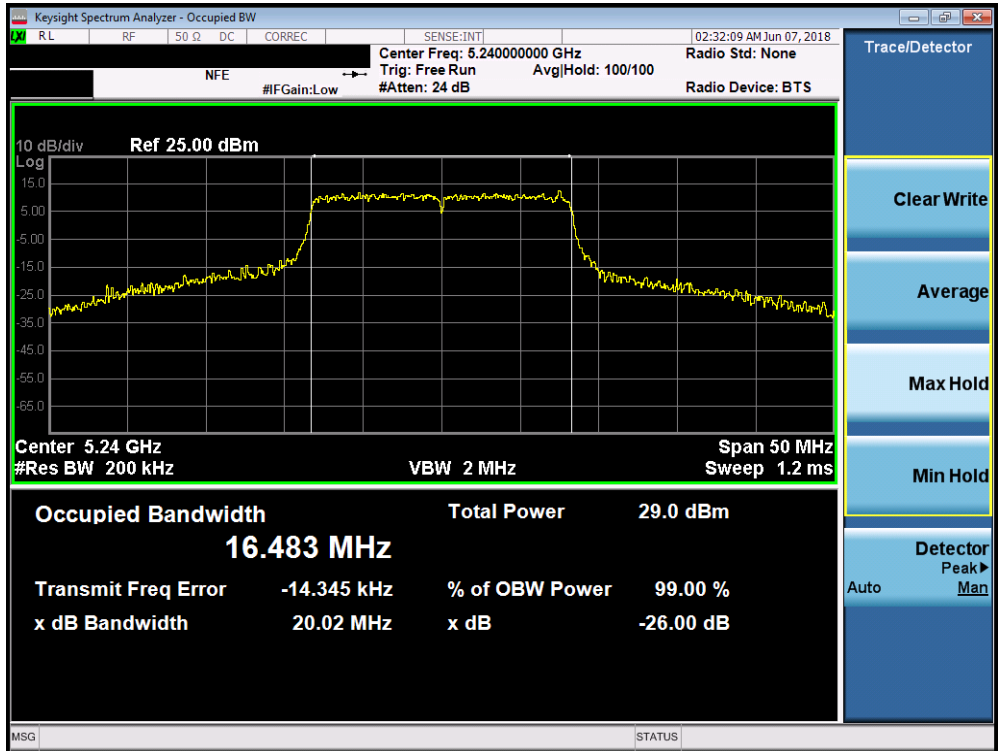 Keysight Spectrum Analyzer - Occupied BW
LXI RL RF 50 Ω DC CORREC SENSE:INT 02:32:09 AM Jun 07, 2018
Center Freq: 5.240000000 GHz Radio Std: None
NFE Trig: Free Run Avg|Hold: 100/100
#IFGain:Low #Atten: 24 dB Radio Device: BTS
10 dB/div Ref 25.00 dBm
Log
15.0
5.00
-5.00
-15.0
-25.0
-35.0
-45.0
-55.0
-65.0
Center 5.24 GHz Span 50 MHz
#Res BW 200 kHz VBW 2 MHz Sweep 1.2 ms
Occupied Bandwidth Total Power 29.0 dBm
16.483 MHz
Transmit Freq Error -14.345 kHz % of OBW Power 99.00 %
x dB Bandwidth 20.02 MHz x dB -26.00 dB
Trace/Detector
Clear Write
Average
Max Hold
Min Hold
Detector
Peak▶
Auto Man
MSG STATUS